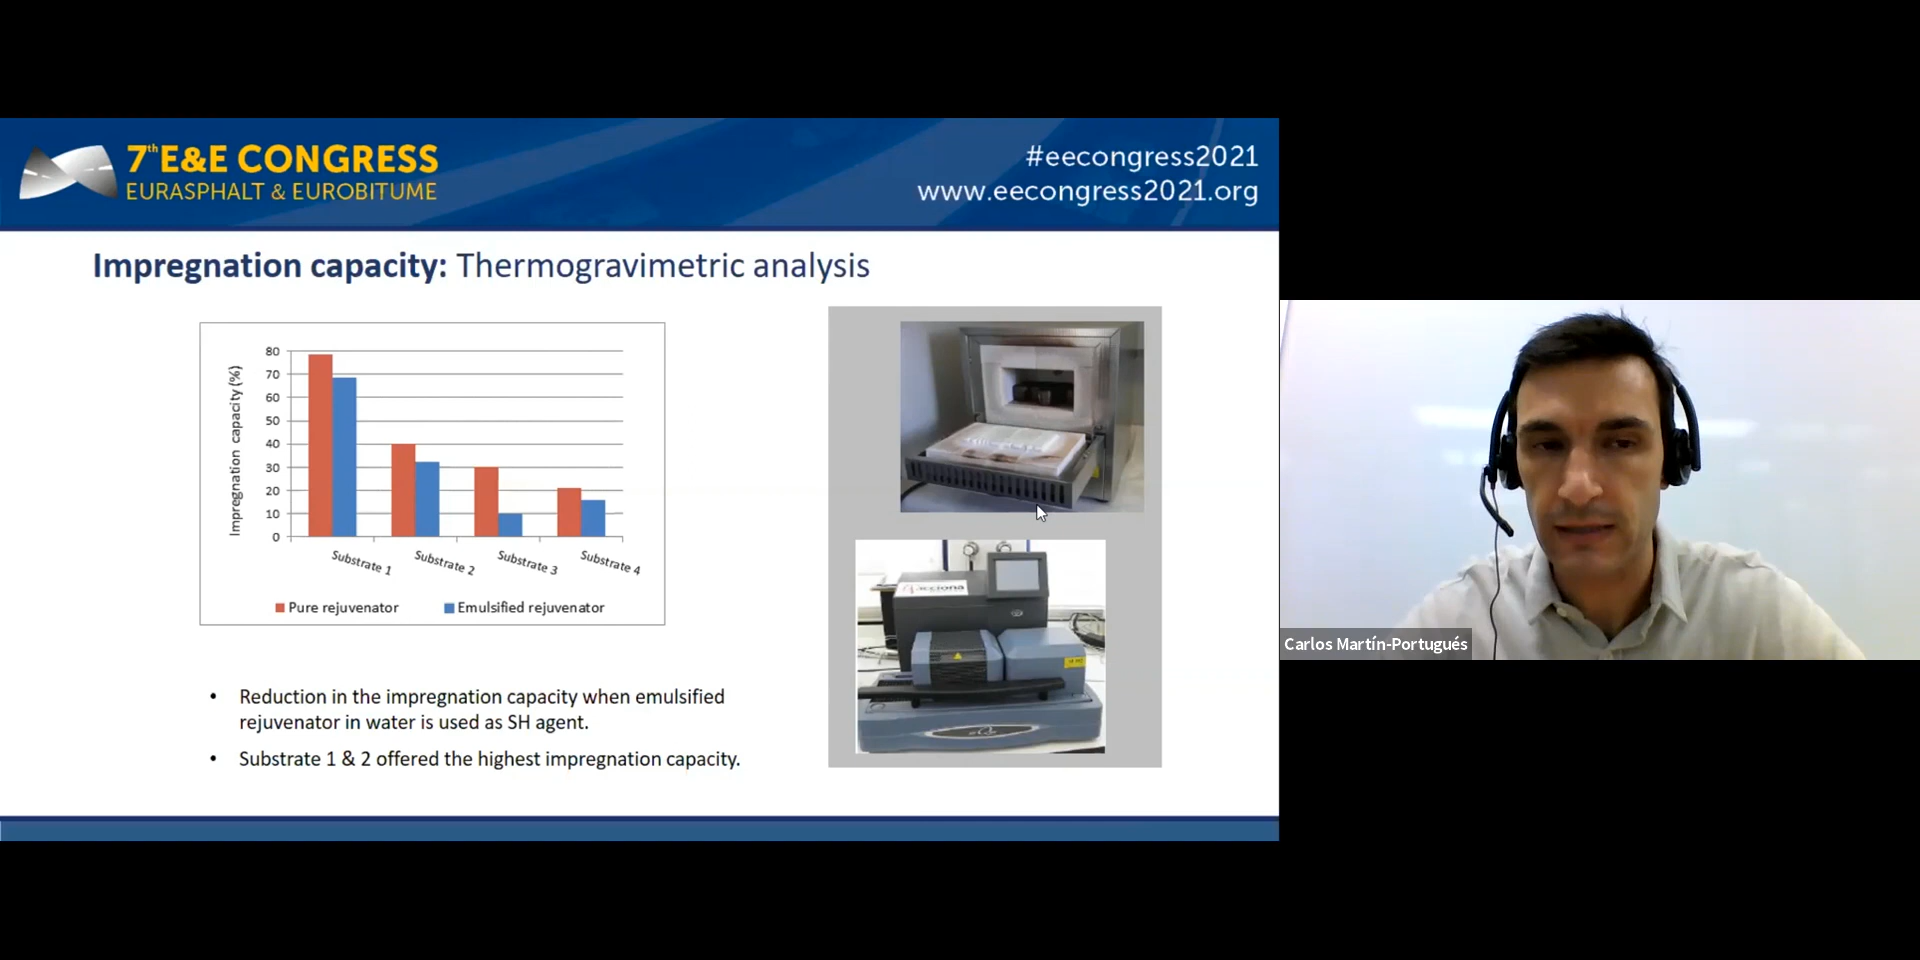 7th E&E CONGRESS
EURASPHALT & EUROBITUME
#eecongress2021
www.eecongress2021.org
Impregnation capacity: Thermogravimetric analysis
Impregnation capacity (%)
80
70
60
50
40
30
20
10
0
Substrate 1
Substrate 2
Substrate 3
Substrate 4
Pure rejuvenator
Emulsified rejuvenator
• Reduction in the impregnation capacity when emulsified
rejuvenator in water is used as SH agent.
• Substrate 1 & 2 offered the highest impregnation capacity.
acciona
Carlos Martín-Portugués